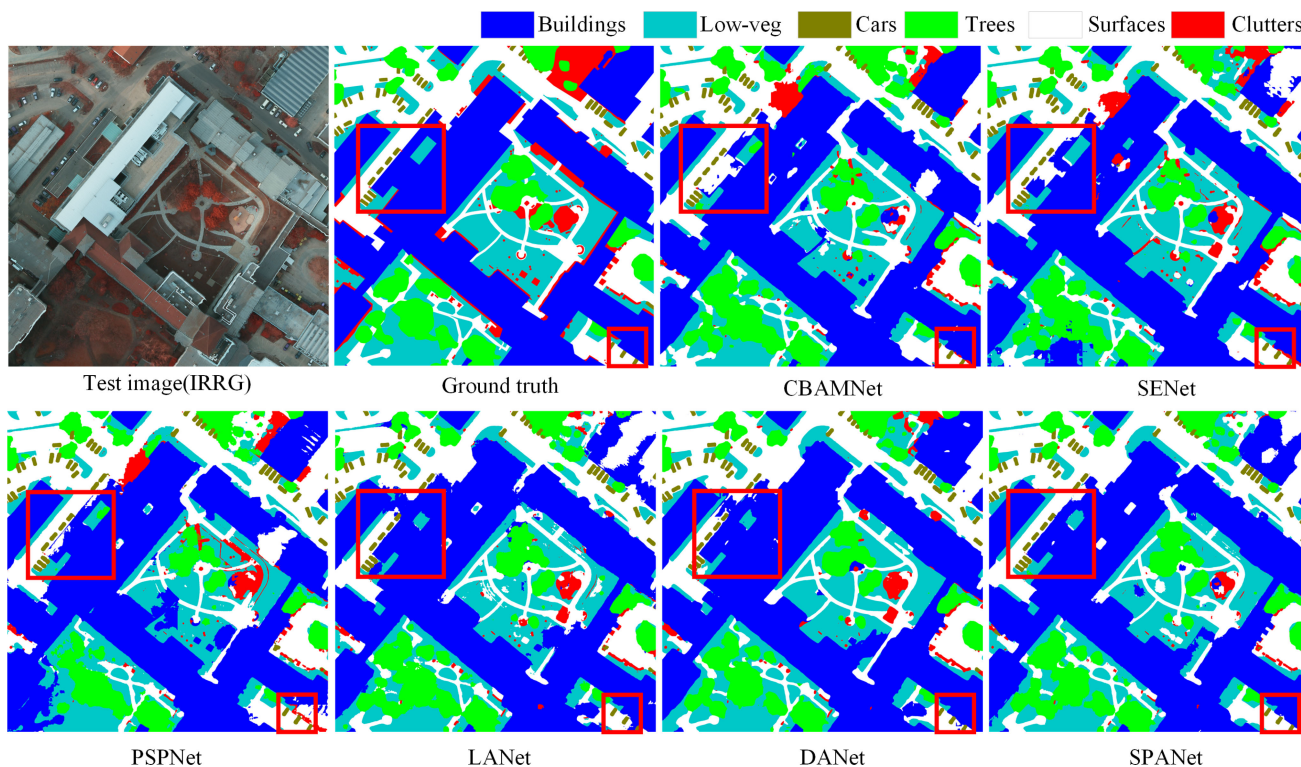 Buildings Low-veg Cars Trees Surfaces Clutters
Test image(IRRG) Ground truth CBAMNet SENet
PSPNet LANet DANet SPANet